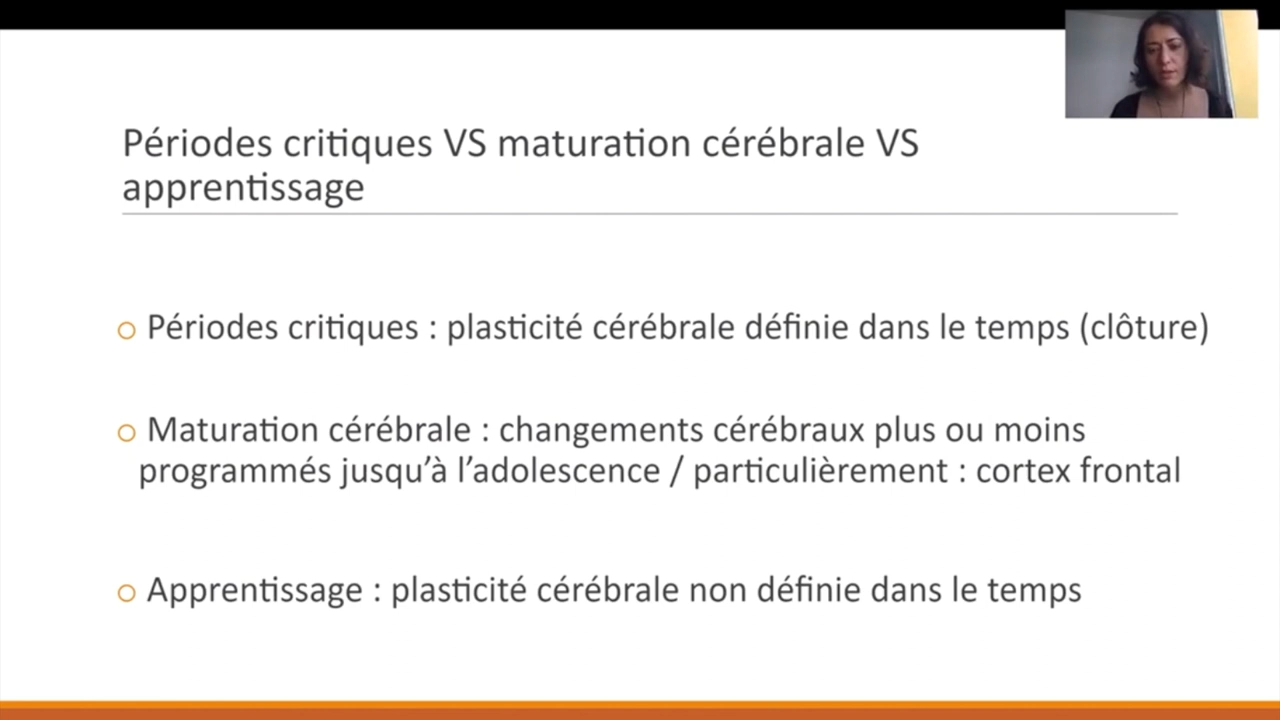 Périodes critiques VS maturation cérébrale VS
apprentissage
Périodes critiques : plasticité cérébrale définie dans le temps (clôture)
Maturation cérébrale : changements cérébraux plus ou moins
programmés jusqu’à l’adolescence / particulièrement : cortex frontal
Apprentissage : plasticité cérébrale non définie dans le temps